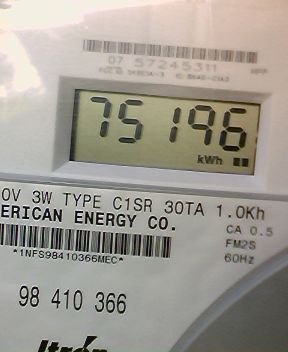 07 57245311
75196
kWh
0V 3W TYPE C1SR 30TA 1.0Kh
ERICAN ENERGY CO.
CA 0.5
FM2S
60Hz
*1NFS98410366MEC*
98 410 366
Itrón